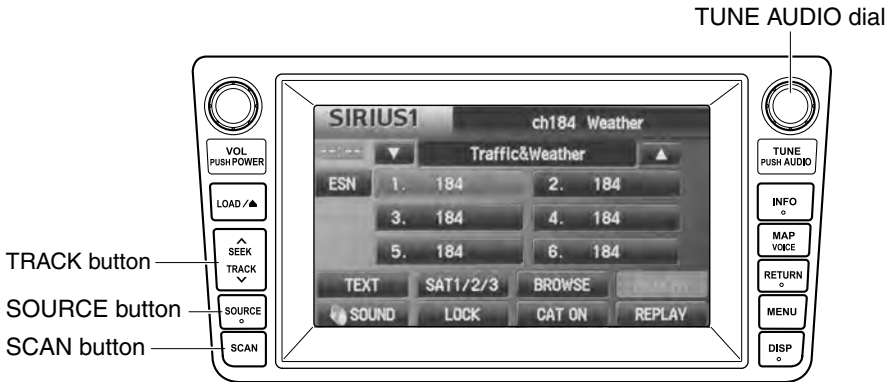 TUNE AUDIO dial
SIRIUS1 ch184 Weather
VOL
PUSH POWER
--:-- ▼ Traffic&Weather ▲
TUNE
PUSH AUDIO
ESN 1. 184 2. 184
LOAD/⏏
INFO
3. 184 4. 184
MAP
VOICE
SEEK
TRACK
5. 184 6. 184
TRACK button
RETURN
TEXT SAT1/2/3 BROWSE
SOURCE button
SOURCE
SOUND LOCK CAT ON REPLAY
MENU
SCAN button
SCAN
DISP